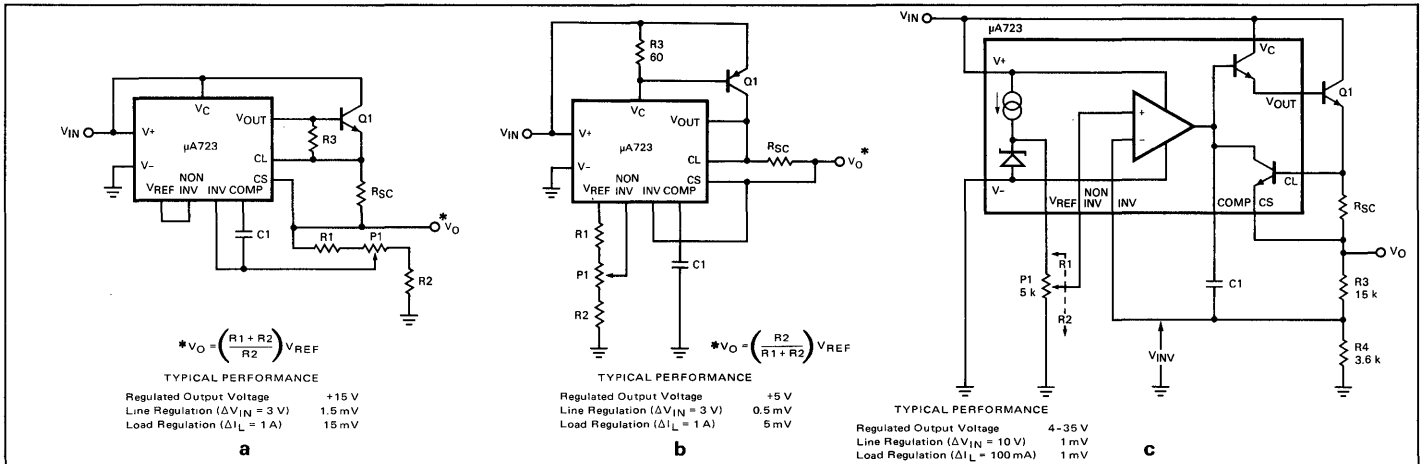 VIN
V+
V−
VC
VOUT
µA723
CL
CS
NON
VREF INV INV COMP
Q1
R3
RSC
C1
R1
P1
R2
*VO
*VO = (R1 + R2 / R2) VREF
TYPICAL PERFORMANCE
Regulated Output Voltage +15 V
Line Regulation (ΔVIN = 3 V) 1.5 mV
Load Regulation (ΔIL = 1 A) 15 mV
a
R3
60
Q1
VC
VIN
V+
V−
VOUT
µA723
CL
CS
RSC
VO*
NON
VREF INV INV COMP
R1
P1
R2
C1
*VO = (R2 / R1 + R2) VREF
TYPICAL PERFORMANCE
Regulated Output Voltage +5 V
Line Regulation (ΔVIN = 3 V) 0.5 mV
Load Regulation (ΔIL = 1 A) 5 mV
b
VIN
µA723
V+
VC
VOUT
Q1
+
−
V−
CL
NON
VREF INV INV COMP CS
RSC
VO
P1
5 k
R1
R2
C1
R3
15 k
VINV
R4
3.6 k
TYPICAL PERFORMANCE
Regulated Output Voltage 4-35 V
Line Regulation (ΔVIN = 10 V) 1 mV
Load Regulation (ΔIL = 100 mA) 1 mV
c